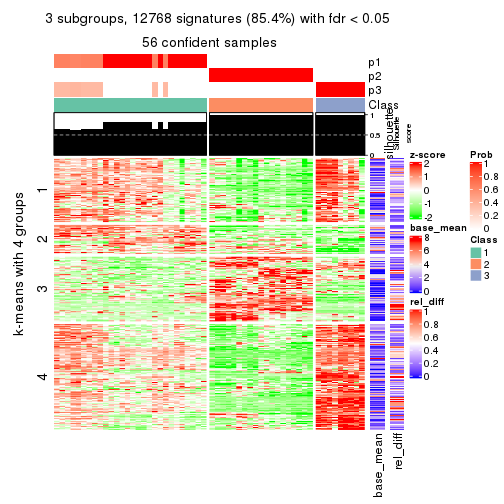 3 subgroups, 12768 signatures (85.4%) with fdr < 0.05
56 confident samples
p1
p2
p3
Class
1
0.5
0
silhouette
Silhouette
score
k-means with 4 groups
1
2
3
4
base_mean
rel_diff
z-score
2
1
0
-1
-2
base_mean
8
6
4
2
0
rel_diff
1
0.8
0.6
0.4
0.2
0
Prob
1
0.8
0.6
0.4
0.2
0
Class
1
2
3